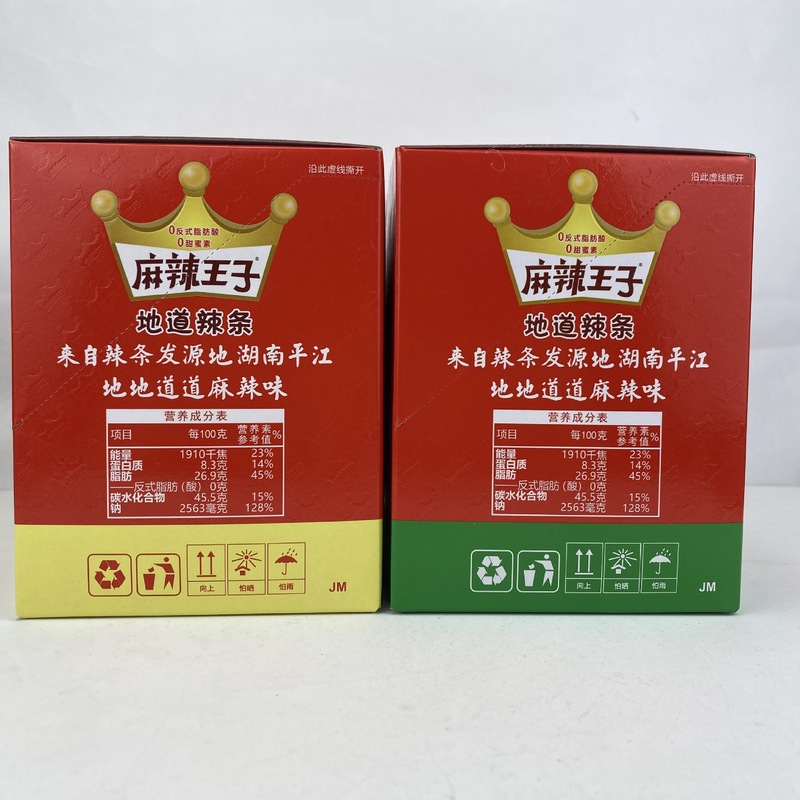 沿此虚线撕开
0反式脂肪酸
0甜蜜素
麻辣王子®
地道辣条
来自辣条发源地湖南平江
地地道道麻辣味
营养成分表
项目 每100克 营养素参考值%
能量 1910千焦 23%
蛋白质 8.3克 14%
脂肪 26.9克 45%
——反式脂肪（酸） 0克
碳水化合物 45.5克 15%
钠 2563毫克 128%
向上 怕晒 怕雨
JM
沿此虚线撕开
0反式脂肪酸
0甜蜜素
麻辣王子®
地道辣条
来自辣条发源地湖南平江
地地道道麻辣味
营养成分表
项目 每100克 营养素参考值%
能量 1910千焦 23%
蛋白质 8.3克 14%
脂肪 26.9克 45%
——反式脂肪（酸） 0克
碳水化合物 45.5克 15%
钠 2563毫克 128%
向上 怕晒 怕雨
JM